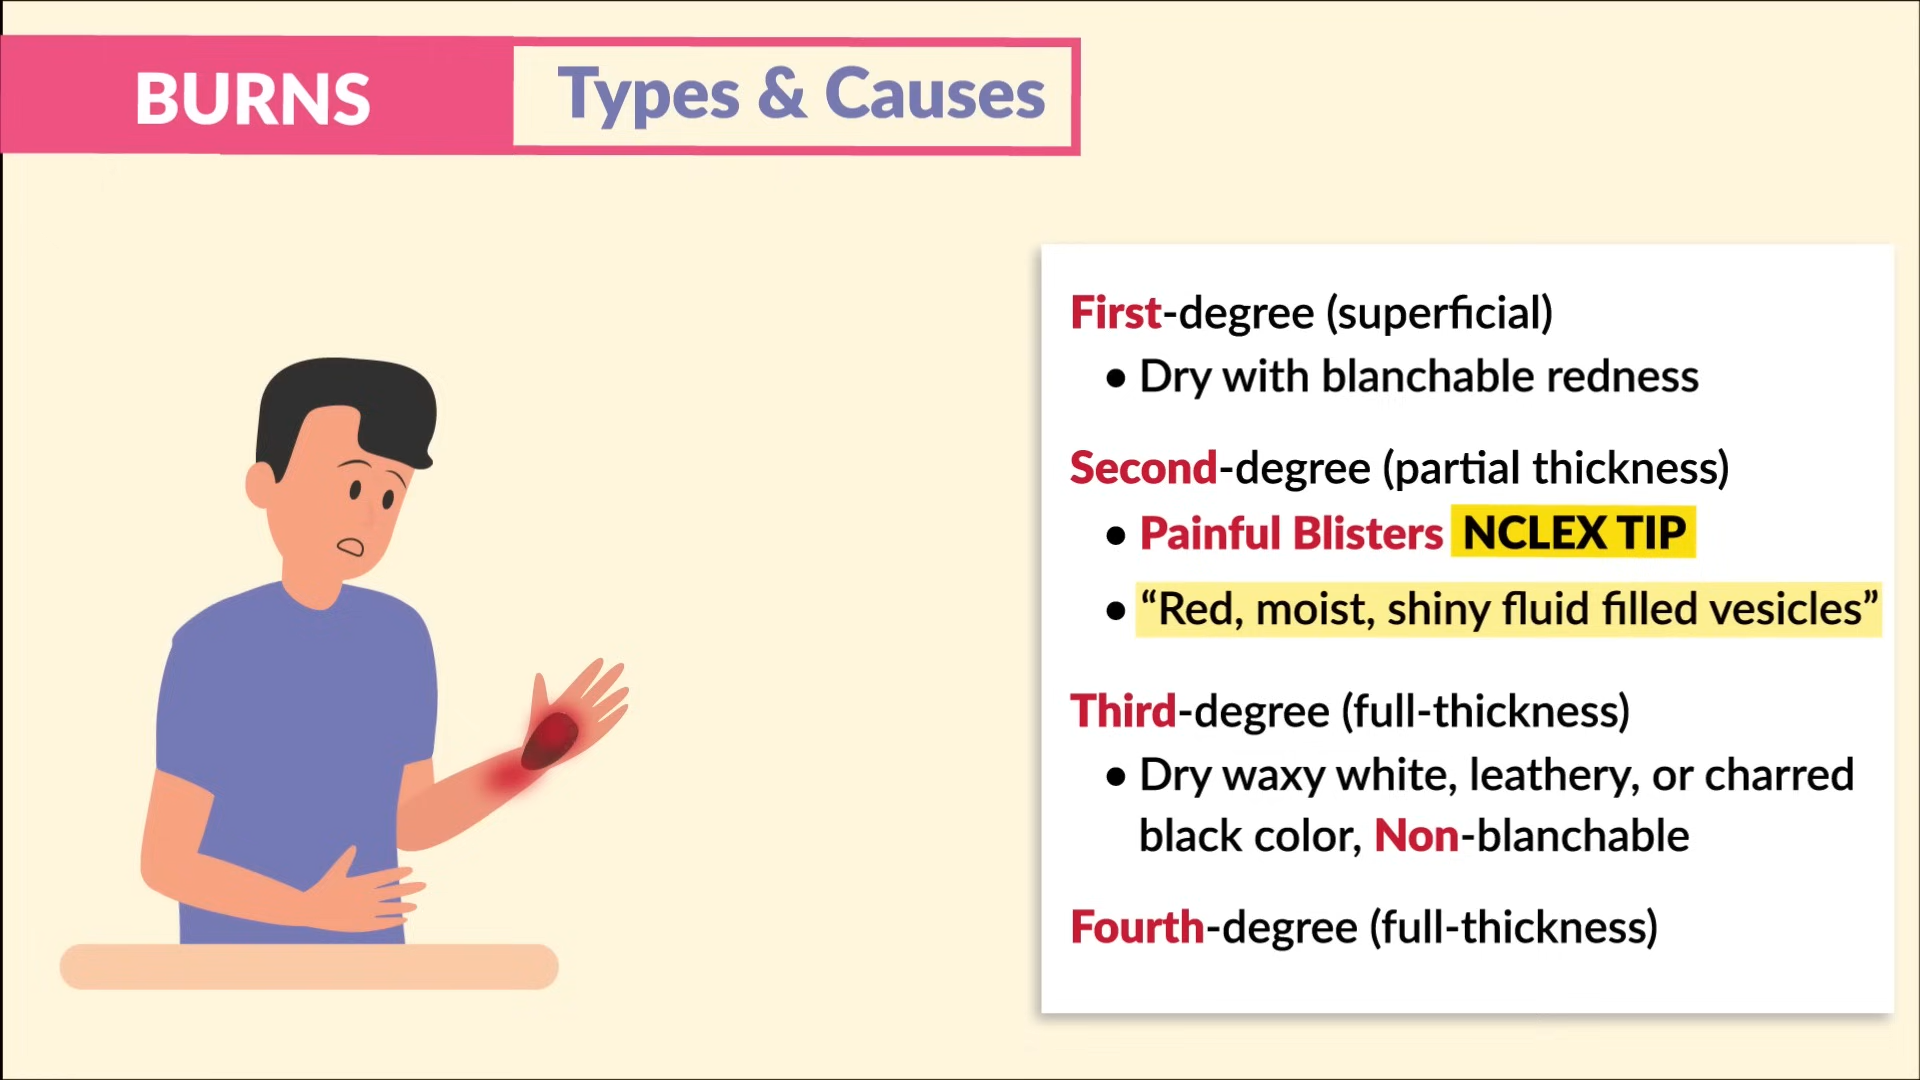 BURNS
Types & Causes
First-degree (superficial)
• Dry with blanchable redness
Second-degree (partial thickness)
• Painful Blisters NCLEX TIP
• “Red, moist, shiny fluid filled vesicles”
Third-degree (full-thickness)
• Dry waxy white, leathery, or charred
black color, Non-blanchable
Fourth-degree (full-thickness)